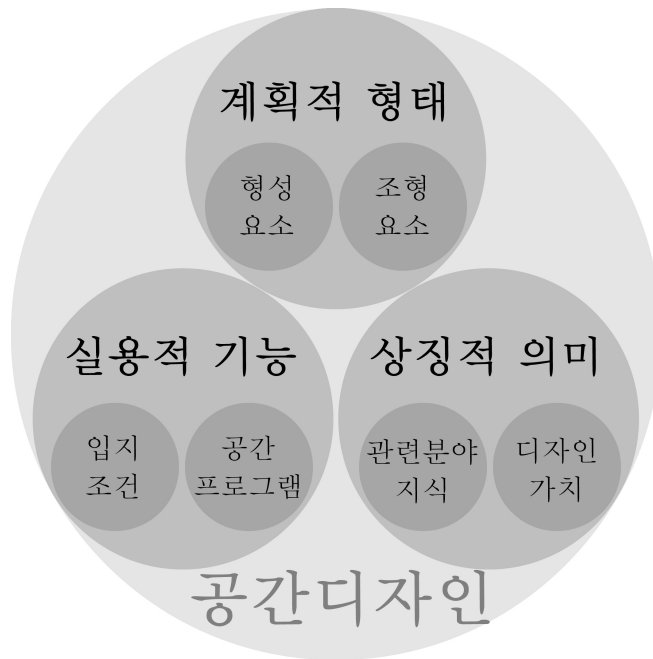 계획적 형태
형성
요소
조형
요소
실용적 기능
상징적 의미
입지
조건
공간
프로그램
관련분야
지식
디자인
가치
공간디자인